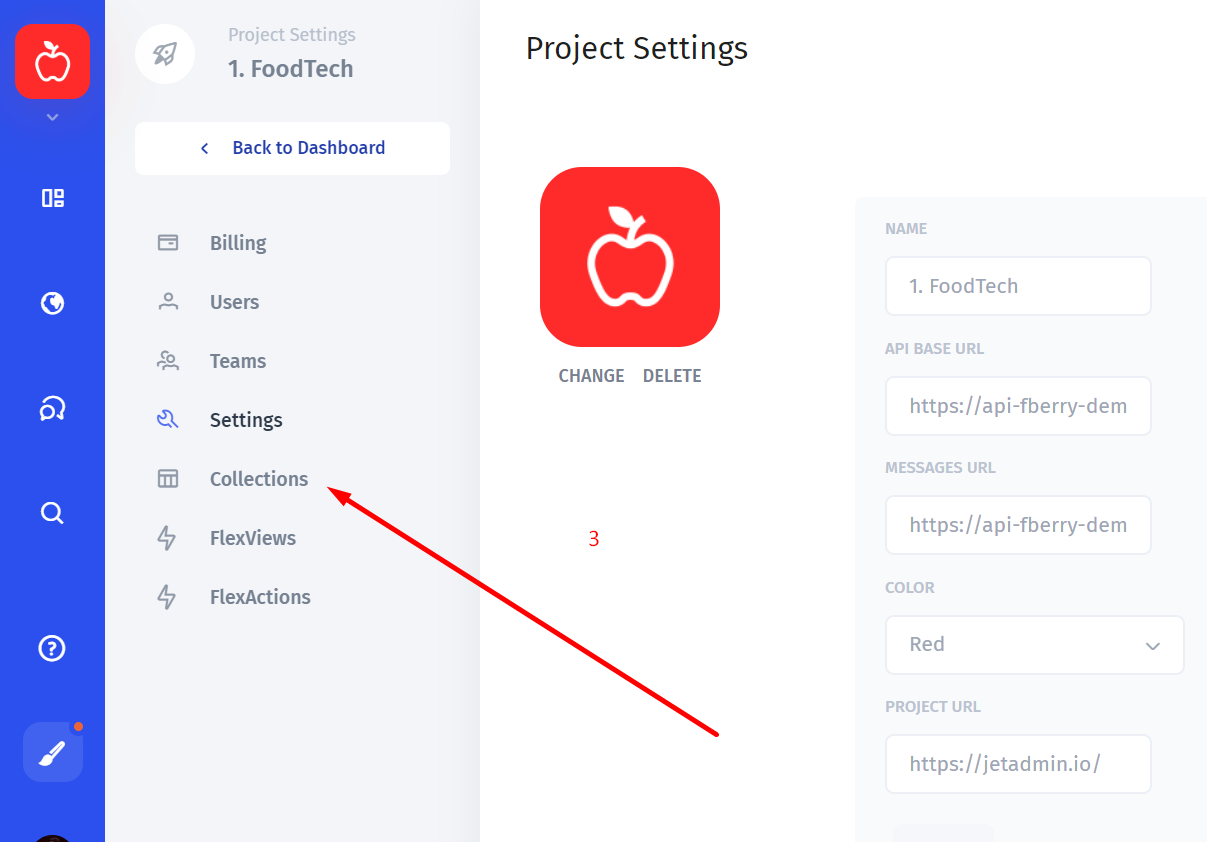 Project Settings
1. FoodTech
Back to Dashboard
Billing
Users
Teams
Settings
Collections
FlexViews
FlexActions
Project Settings
CHANGE DELETE
3
NAME
1. FoodTech
API BASE URL
https://api-fberry-dem
MESSAGES URL
https://api-fberry-dem
COLOR
Red
PROJECT URL
https://jetadmin.io/